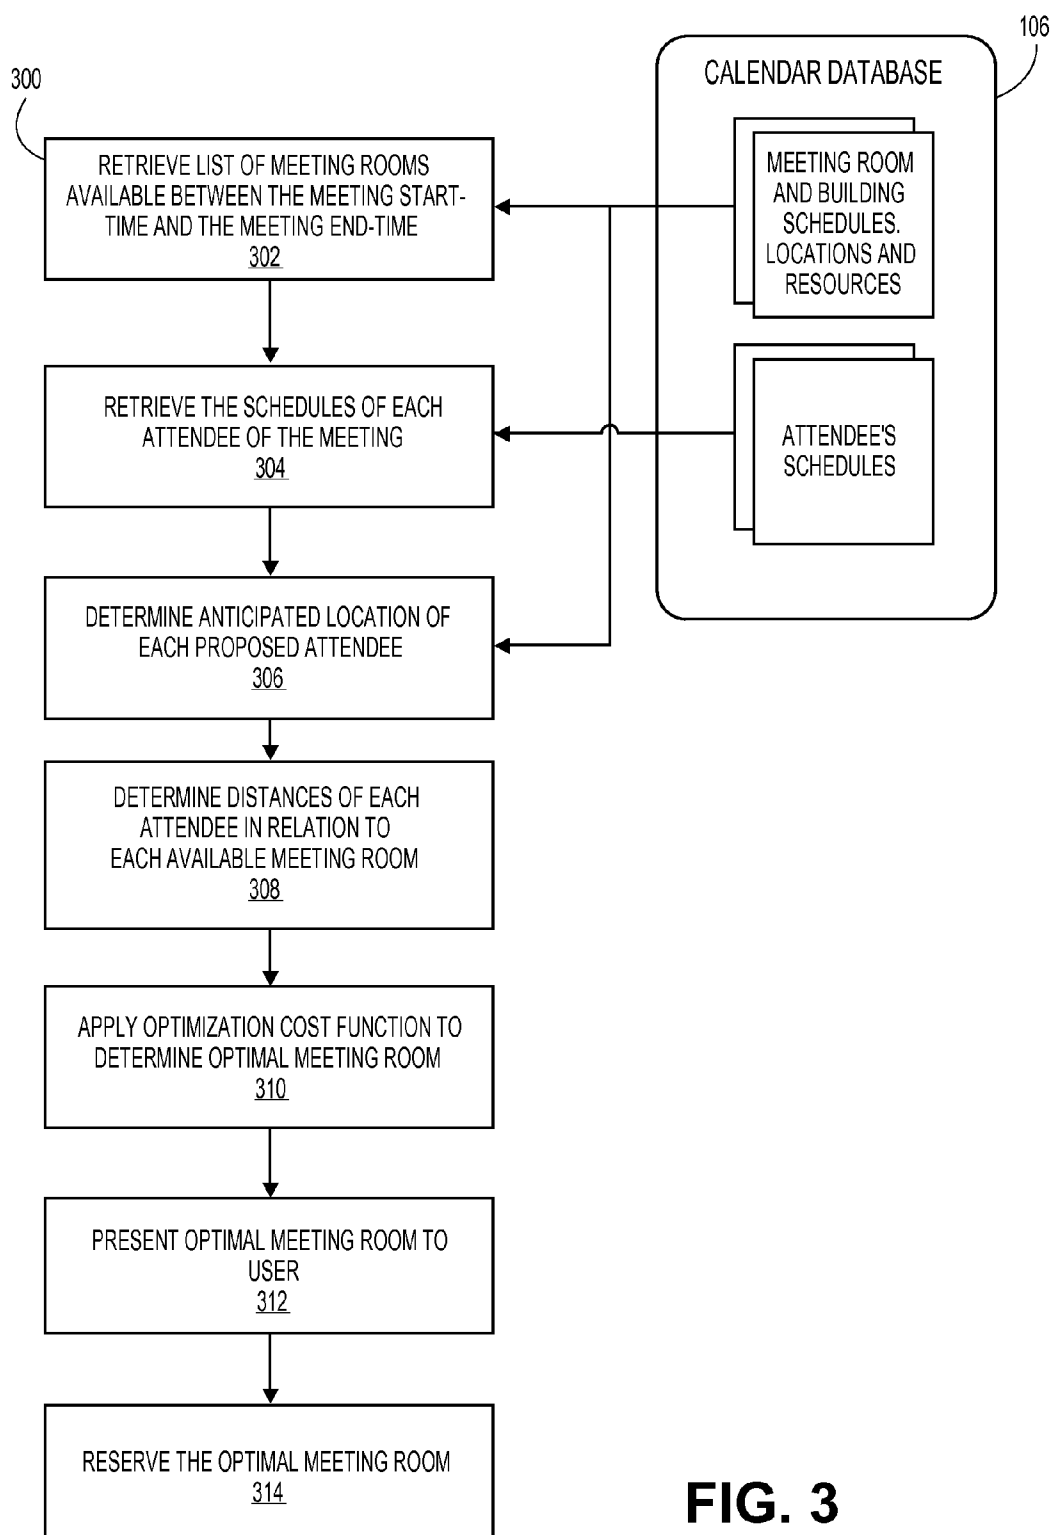 300
RETRIEVE LIST OF MEETING ROOMS
AVAILABLE BETWEEN THE MEETING START-
TIME AND THE MEETING END-TIME
302
RETRIEVE THE SCHEDULES OF EACH
ATTENDEE OF THE MEETING
304
DETERMINE ANTICIPATED LOCATION OF
EACH PROPOSED ATTENDEE
306
DETERMINE DISTANCES OF EACH
ATTENDEE IN RELATION TO
EACH AVAILABLE MEETING ROOM
308
APPLY OPTIMIZATION COST FUNCTION TO
DETERMINE OPTIMAL MEETING ROOM
310
PRESENT OPTIMAL MEETING ROOM TO
USER
312
RESERVE THE OPTIMAL MEETING ROOM
314
106
CALENDAR DATABASE
MEETING ROOM
AND BUILDING
SCHEDULES.
LOCATIONS AND
RESOURCES
ATTENDEE'S
SCHEDULES
FIG. 3